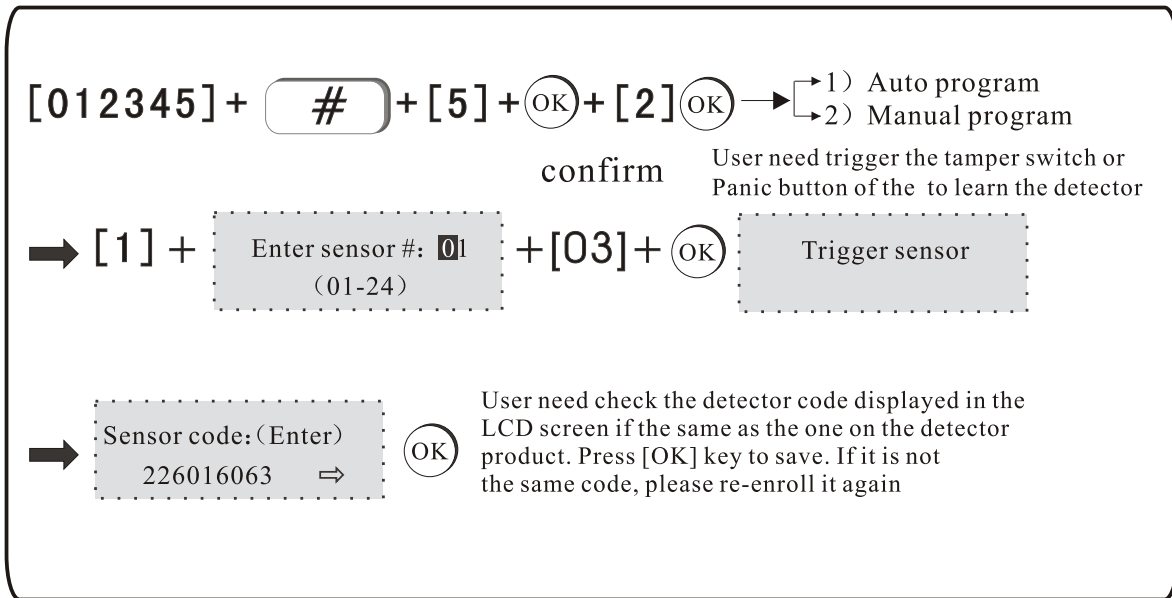 [012345]+ # +[5]+OK+[2]OK
1) Auto program
2) Manual program
confirm
User need trigger the tamper switch or
Panic button of the to learn the detector
[1] + Enter sensor #: 01 +[03]+ OK Trigger sensor
(01-24)
Sensor code:(Enter)
226016063 ⇨
OK
User need check the detector code displayed in the
LCD screen if the same as the one on the detector
product. Press [OK] key to save. If it is not
the same code, please re-enroll it again